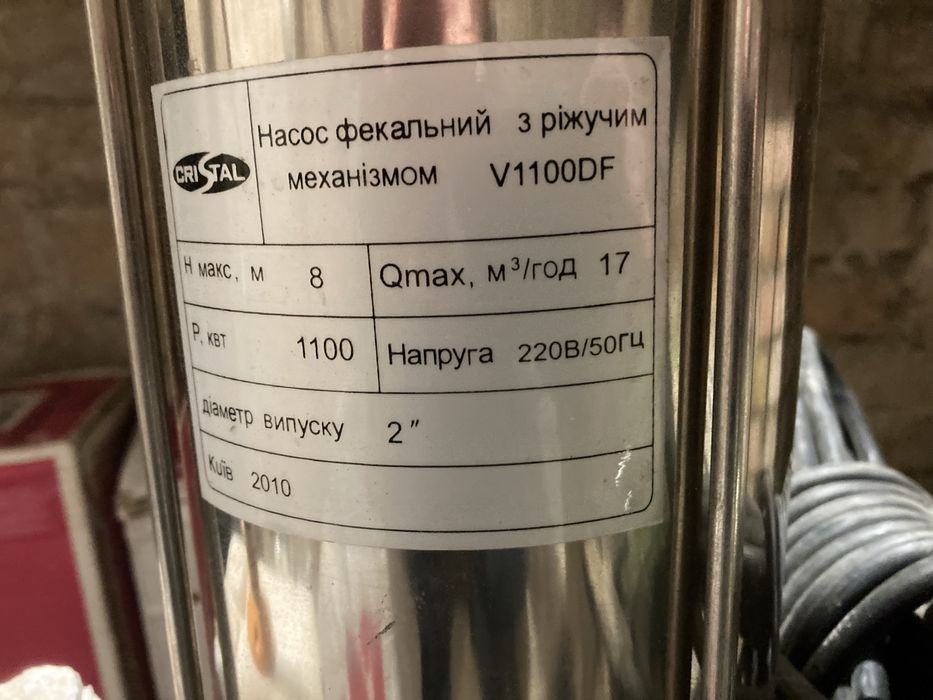 CRISTAL
Насос фекальний з ріжучим
механізмом V1100DF
Н макс, м 8
Qmax, м³/год 17
Р, квт 1100
Напруга 220В/50ГЦ
діаметр випуску 2"
Київ 2010